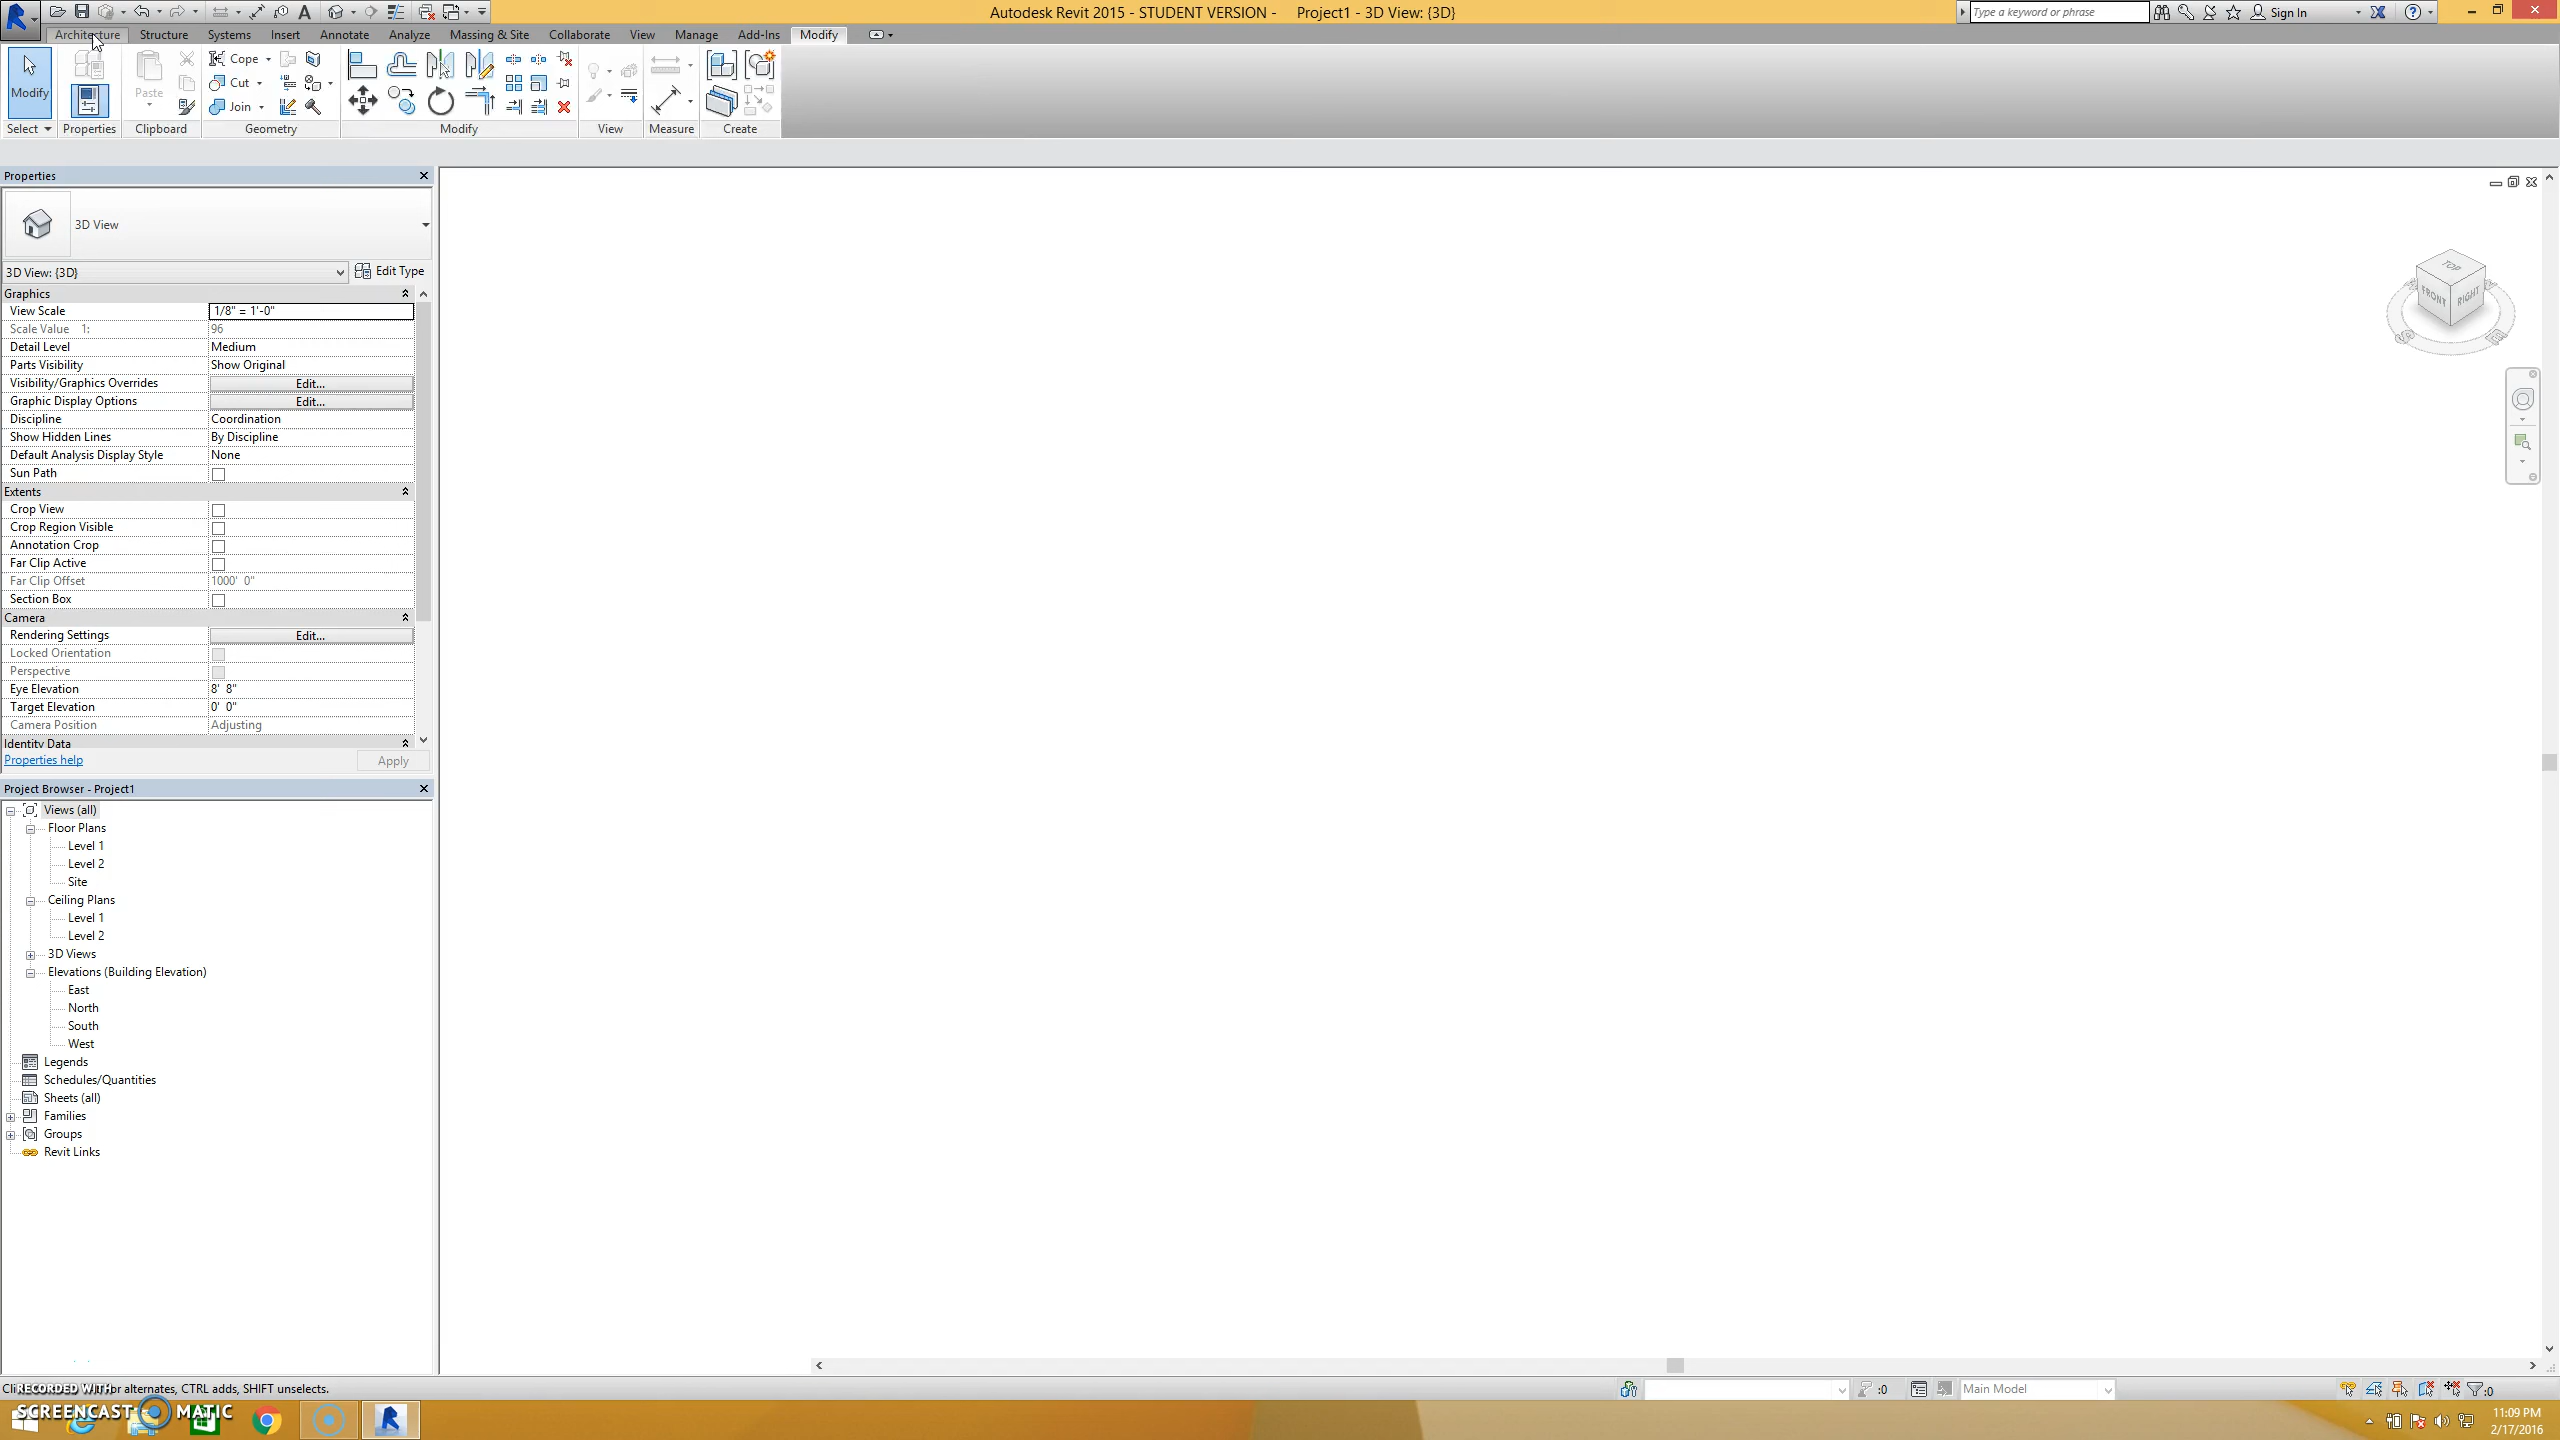 Autodesk Revit 2015 - STUDENT VERSION - Project1 - 3D View: {3D}
Type a keyword or phrase
Sign In
Architecture Structure Systems Insert Annotate Analyze Massing & Site Collaborate View Manage Add-Ins Modify
Modify
Paste
Cope
Cut
Join
Select Properties Clipboard Geometry Modify View Measure Create
Properties
3D View
3D View: {3D} Edit Type
Graphics
View Scale 1/8" = 1'-0"
Scale Value 1: 96
Detail Level Medium
Parts Visibility Show Original
Visibility/Graphics Overrides Edit...
Graphic Display Options Edit...
Discipline Coordination
Show Hidden Lines By Discipline
Default Analysis Display Style None
Sun Path
Extents
Crop View
Crop Region Visible
Annotation Crop
Far Clip Active
Far Clip Offset 1000' 0"
Section Box
Camera
Rendering Settings Edit...
Locked Orientation
Perspective
Eye Elevation 8' 8"
Target Elevation 0' 0"
Camera Position Adjusting
Identity Data
Properties help Apply
Project Browser - Project1
Views (all)
Floor Plans
Level 1
Level 2
Site
Ceiling Plans
Level 1
Level 2
3D Views
Elevations (Building Elevation)
East
North
South
West
Legends
Schedules/Quantities
Sheets (all)
Families
Groups
Revit Links
TOP
FRONT RIGHT
RECORDED WITH
or alternates, CTRL adds, SHIFT unselects.
:0
Main Model
:0
SCREENCAST MATIC
11:09 PM
2/17/2016